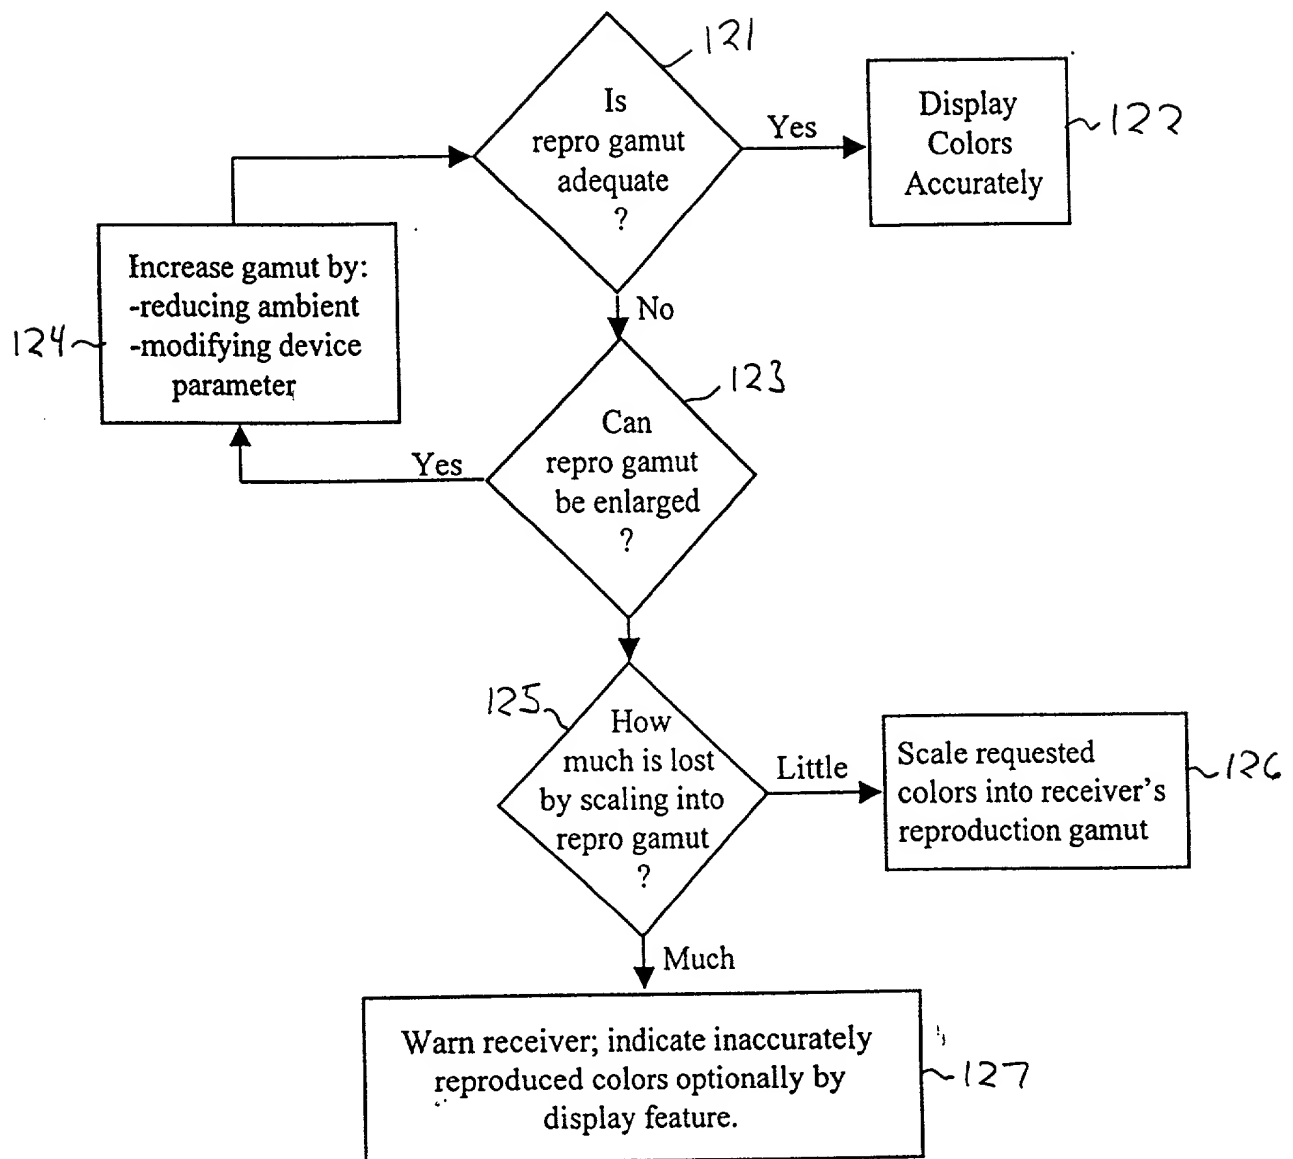 121
Is
repro gamut
adequate
?
Yes
Display
Colors
Accurately
122
Increase gamut by:
-reducing ambient
-modifying device
parameter
124
No
123
Can
repro gamut
be enlarged
?
Yes
125
How
much is lost
by scaling into
repro gamut
?
Little
Scale requested
colors into receiver's
reproduction gamut
126
Much
Warn receiver; indicate inaccurately
reproduced colors optionally by
display feature.
127